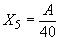 X₅ = A/40